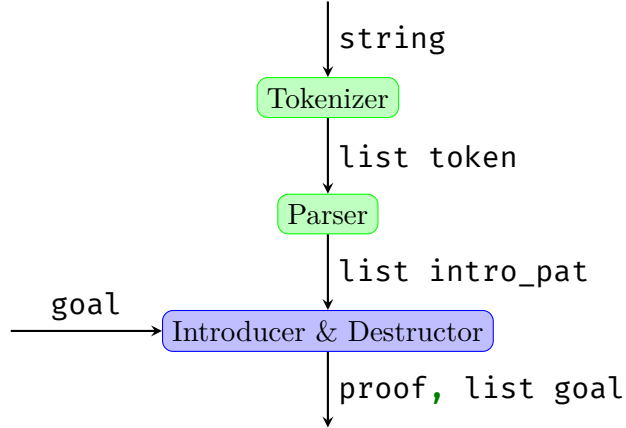 string
Tokenizer
list token
Parser
list intro_pat
goal
Introducer & Destructor
proof, list goal